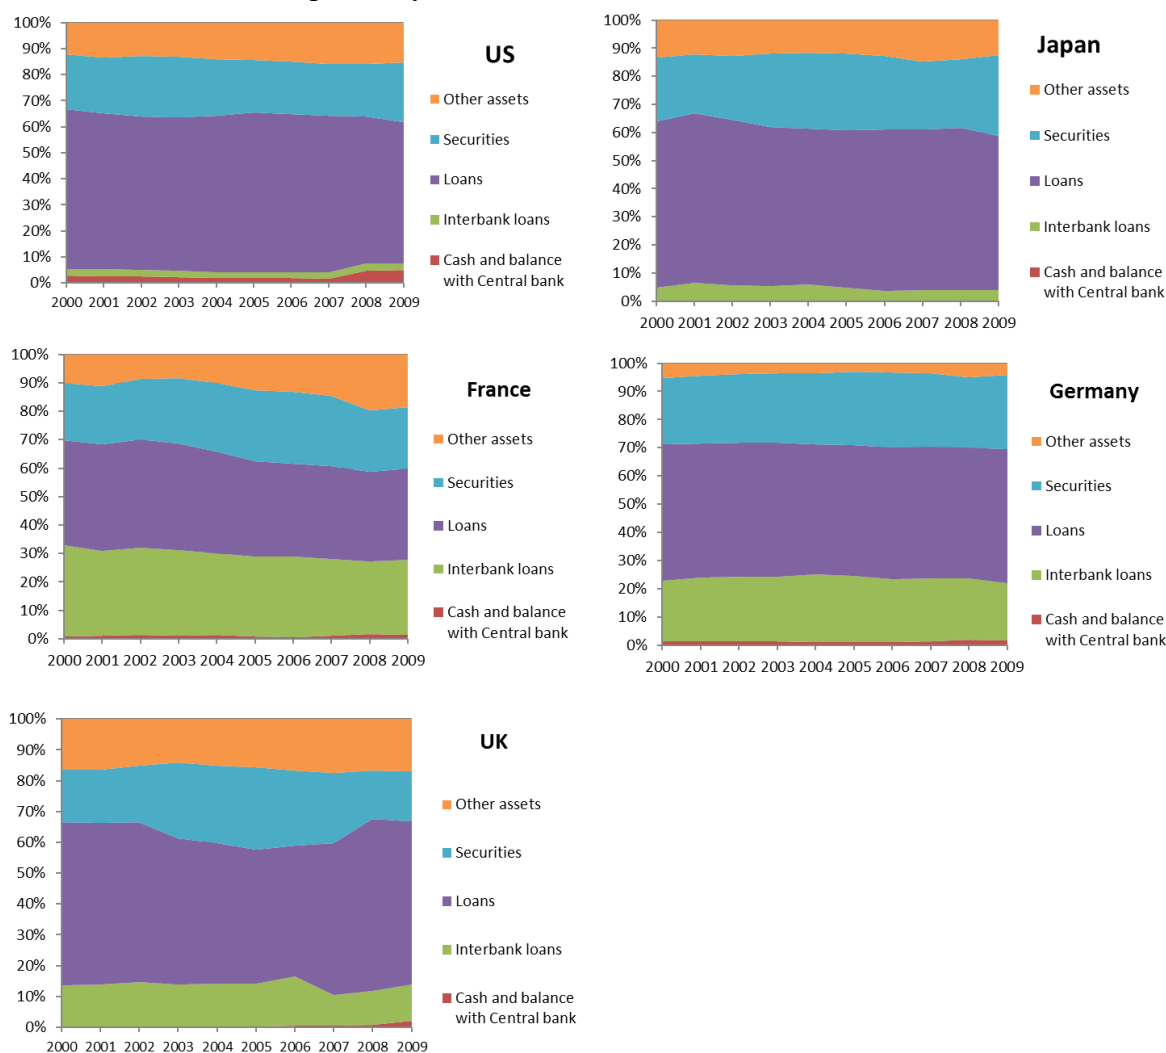 100%
90%
80%
70%
60%
50%
40%
30%
20%
10%
0%
2000 2001 2002 2003 2004 2005 2006 2007 2008 2009
US
Other assets
Securities
Loans
Interbank loans
Cash and balance
with Central bank
100%
90%
80%
70%
60%
50%
40%
30%
20%
10%
0%
2000 2001 2002 2003 2004 2005 2006 2007 2008 2009
Japan
Other assets
Securities
Loans
Interbank loans
Cash and balance
with Central bank
100%
90%
80%
70%
60%
50%
40%
30%
20%
10%
0%
2000 2001 2002 2003 2004 2005 2006 2007 2008 2009
France
Other assets
Securities
Loans
Interbank loans
Cash and balance
with Central bank
100%
90%
80%
70%
60%
50%
40%
30%
20%
10%
0%
2000 2001 2002 2003 2004 2005 2006 2007 2008 2009
Germany
Other assets
Securities
Loans
Interbank loans
Cash and balance
with Central bank
100%
90%
80%
70%
60%
50%
40%
30%
20%
10%
0%
2000 2001 2002 2003 2004 2005 2006 2007 2008 2009
UK
Other assets
Securities
Loans
Interbank loans
Cash and balance
with Central bank